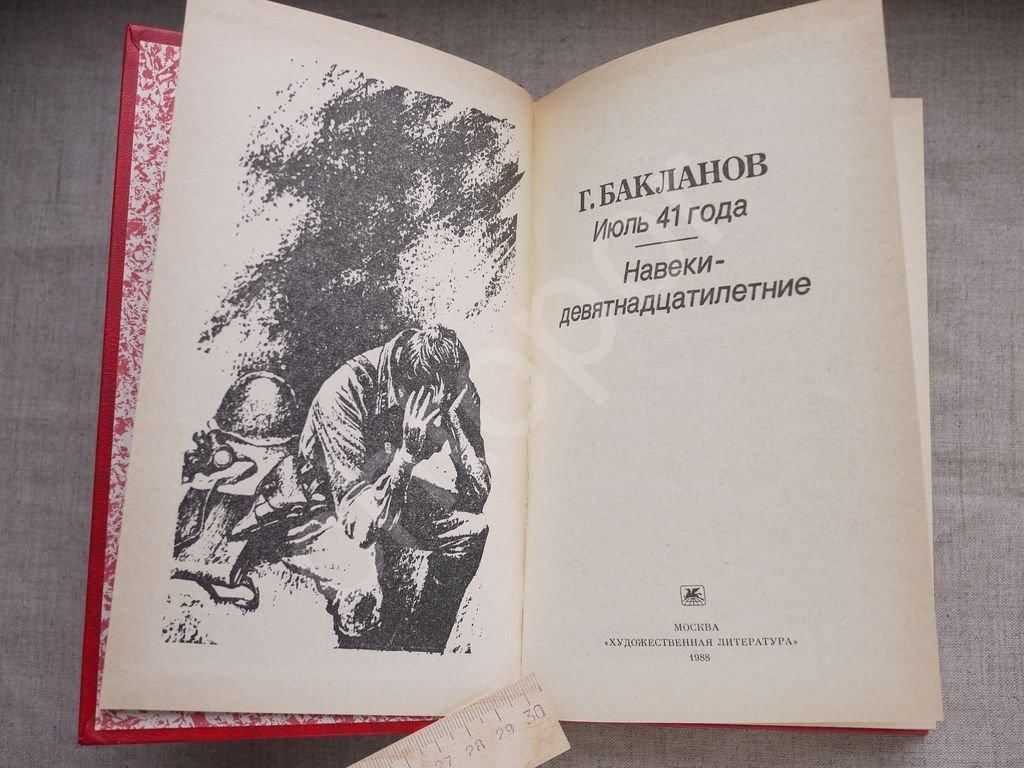 Г. БАКЛАНОВ
Июль 41 года
Навеки-
девятнадцатилетние
МОСКВА
«ХУДОЖЕСТВЕННАЯ ЛИТЕРАТУРА»
1988
27 28 29 30